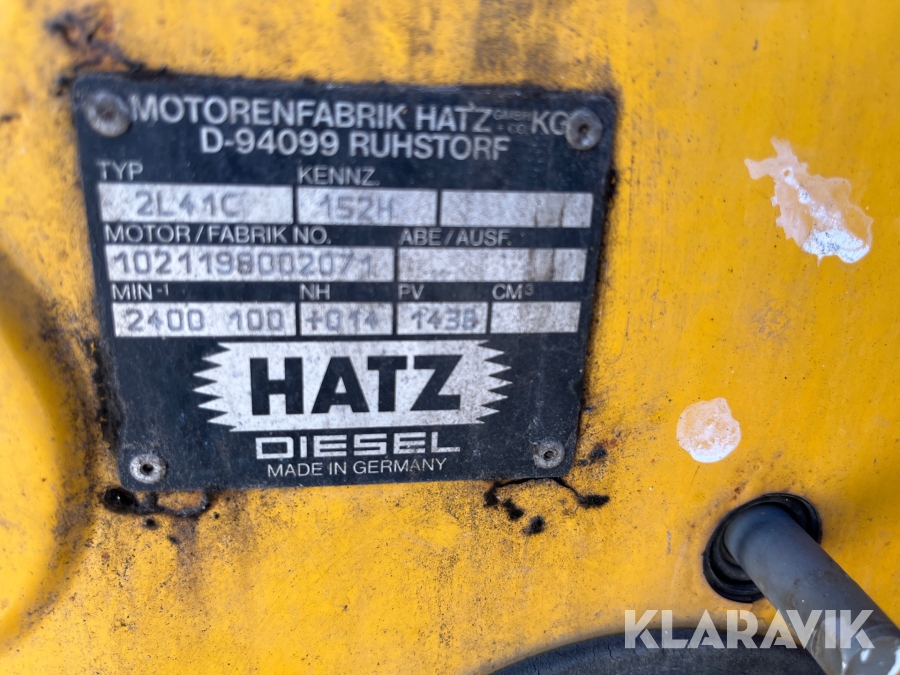 MOTORENFABRIK HATZ GMBH + CO. KG
D-94099 RUHSTORF
TYP KENNZ.
2L41C 152H
MOTOR/FABRIK NO. ABE/AUSF.
1021198002071
MIN-1 NH PV CM3
2400 100 +014 1438
HATZ
DIESEL
MADE IN GERMANY
KLARAVIK